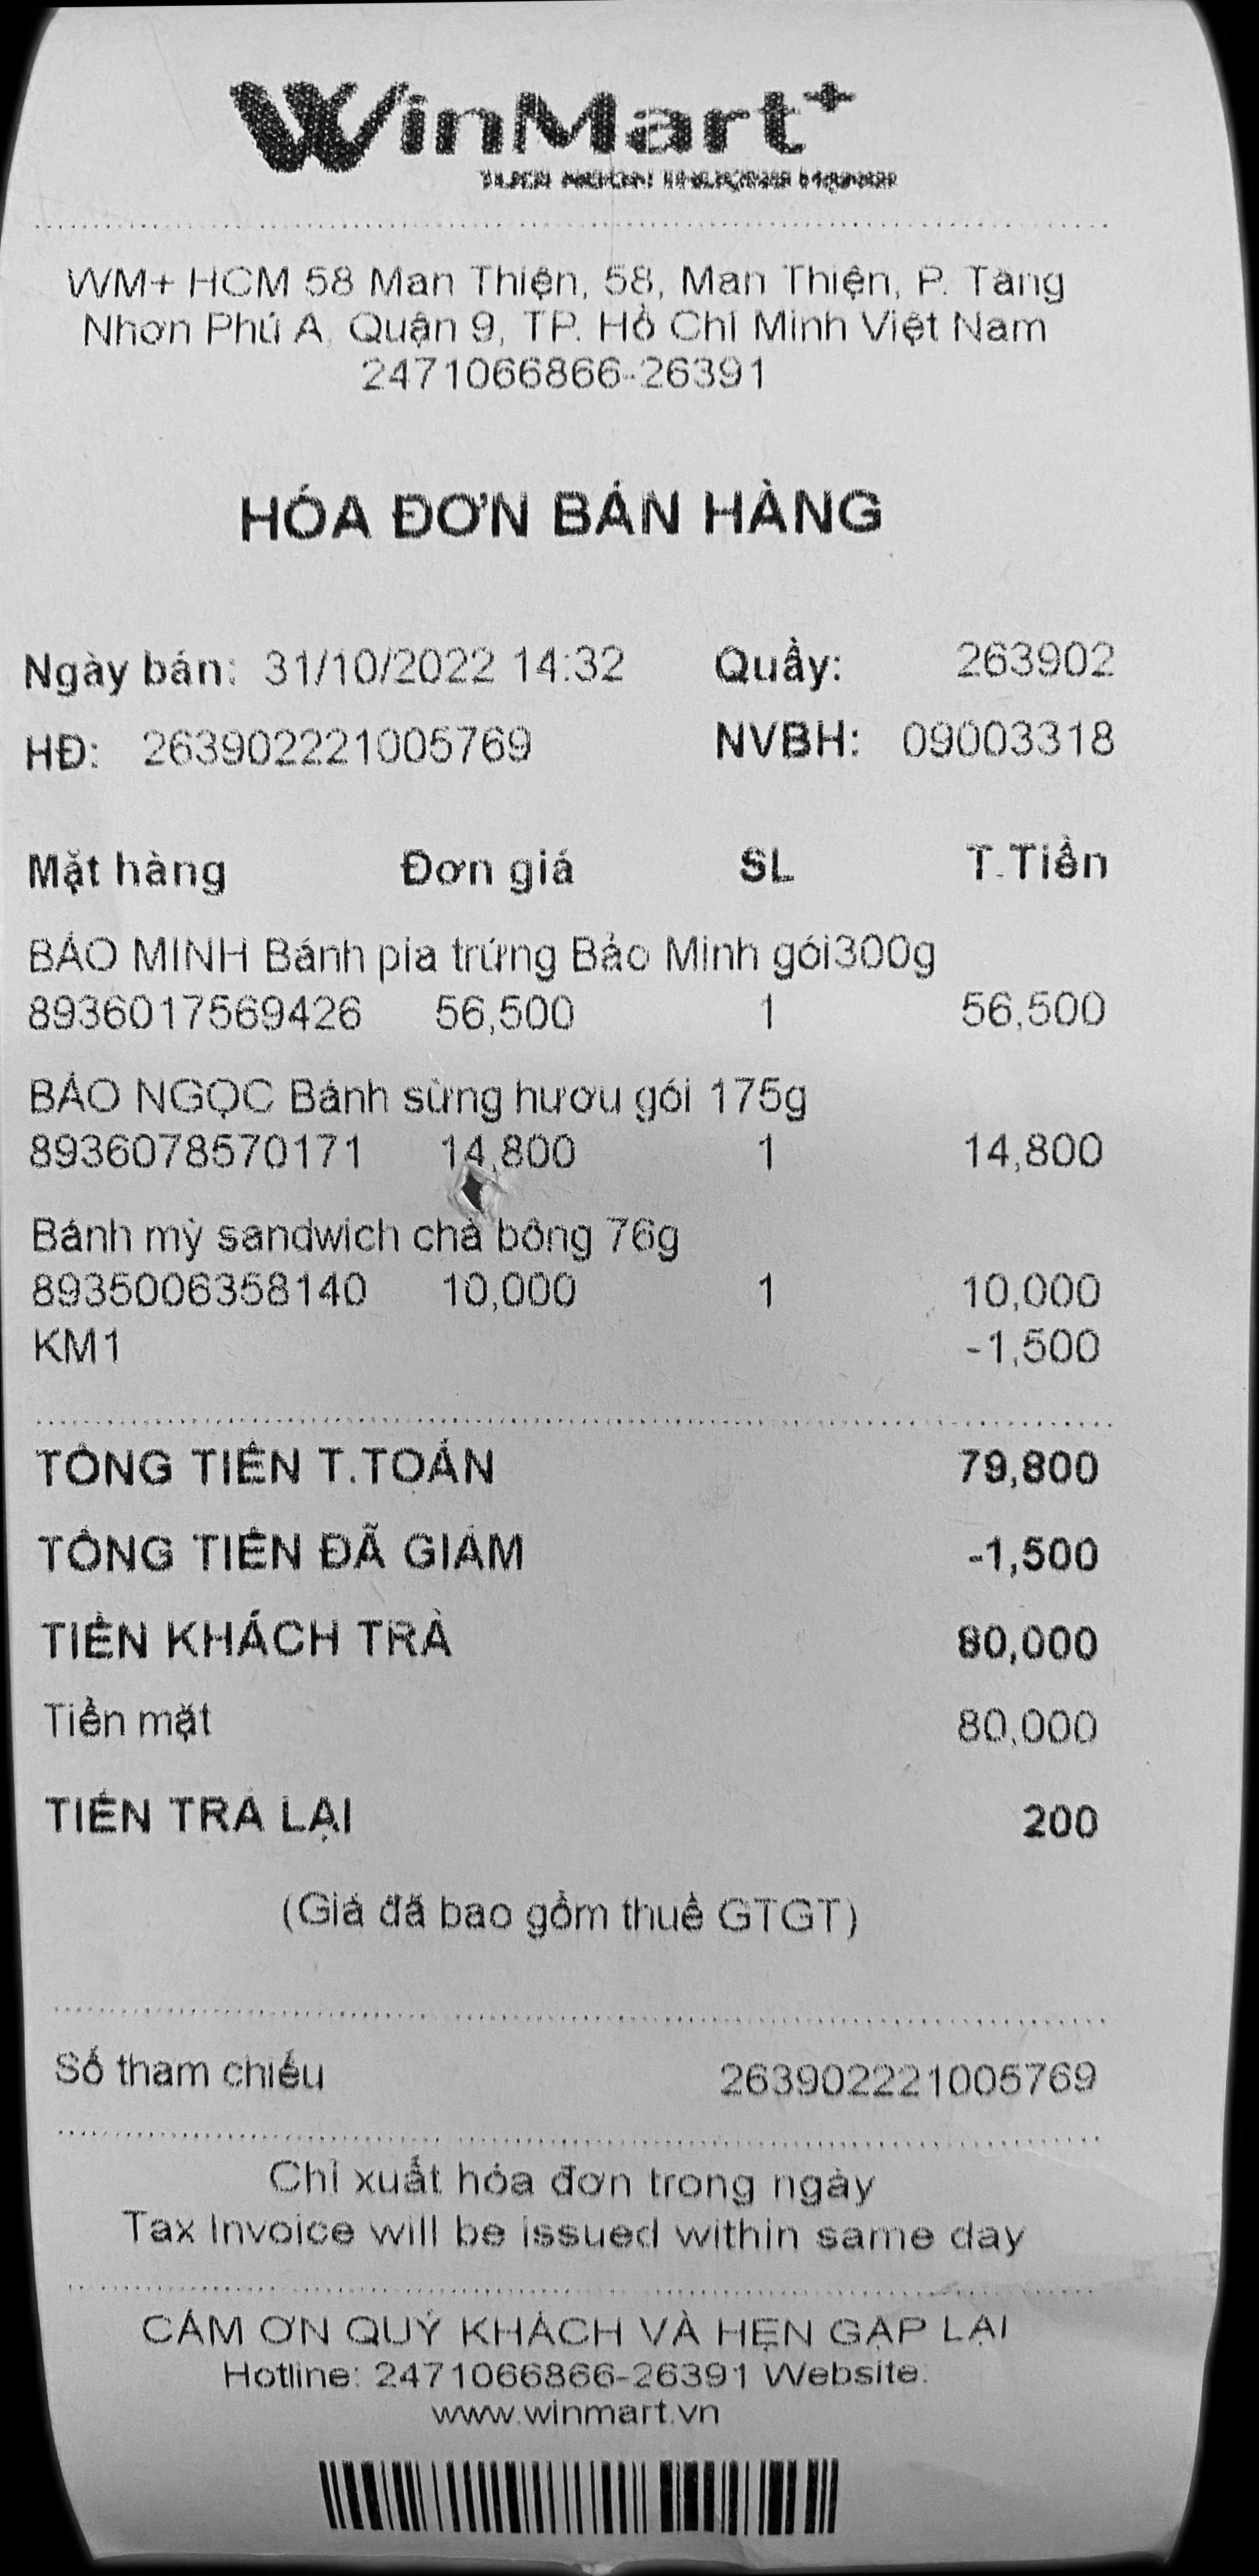 WinMart+
WM+ HCM 58 Man Thiện, 58, Man Thiện, P. Tăng
Nhơn Phú A, Quận 9, TP. Hồ Chí Minh Việt Nam
2471066866-26391
HÓA ĐƠN BÁN HÀNG
Ngày bán: 31/10/2022 14:32 Quầy: 263902
HĐ: 263902221005769 NVBH: 09003318
Mặt hàng Đơn giá SL T.Tiền
BẢO MINH Bánh pía trứng Bảo Minh gói300g
8936017569426 56,500 1 56,500
BẢO NGỌC Bánh sừng hươu gói 175g
8936078570171 14,800 1 14,800
Bánh mỳ sandwich chà bông 76g
8935006358140 10,000 1 10,000
KM1 -1,500
TỔNG TIỀN T.TOÁN 79,800
TỔNG TIỀN ĐÃ GIẢM -1,500
TIỀN KHÁCH TRẢ 80,000
Tiền mặt 80,000
TIỀN TRẢ LẠI 200
(Giá đã bao gồm thuế GTGT)
Số tham chiếu 263902221005769
Chỉ xuất hóa đơn trong ngày
Tax Invoice will be issued within same day
CẢM ƠN QUÝ KHÁCH VÀ HẸN GẶP LẠI
Hotline: 2471066866-26391 Website:
www.winmart.vn